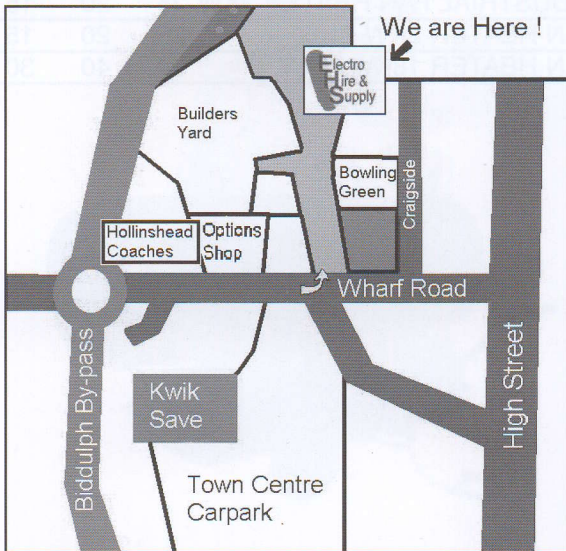 We are Here !
Electro
Hire &
Supply
Builders
Yard
Bowling
Green
Craigside
Hollinshead
Coaches
Options
Shop
Wharf Road
Biddulph By-pass
Kwik
Save
High Street
Town Centre
Carpark